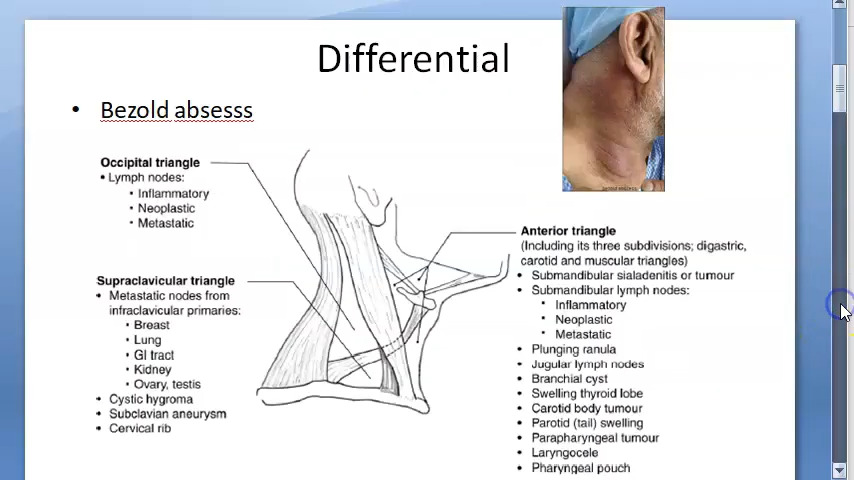 Differential
• Bezold absesss
Occipital triangle
• Lymph nodes:
• Inflammatory
• Neoplastic
• Metastatic
Supraclavicular triangle
• Metastatic nodes from
infraclavicular primaries:
• Breast
• Lung
• GI tract
• Kidney
• Ovary, testis
• Cystic hygroma
• Subclavian aneurysm
• Cervical rib
Anterior triangle
(Including its three subdivisions; digastric,
carotid and muscular triangles)
• Submandibular sialadenitis or tumour
• Submandibular lymph nodes:
• Inflammatory
• Neoplastic
• Metastatic
• Plunging ranula
• Jugular lymph nodes
• Branchial cyst
• Swelling thyroid lobe
• Carotid body tumour
• Parotid (tail) swelling
• Parapharyngeal tumour
• Laryngocele
• Pharyngeal pouch